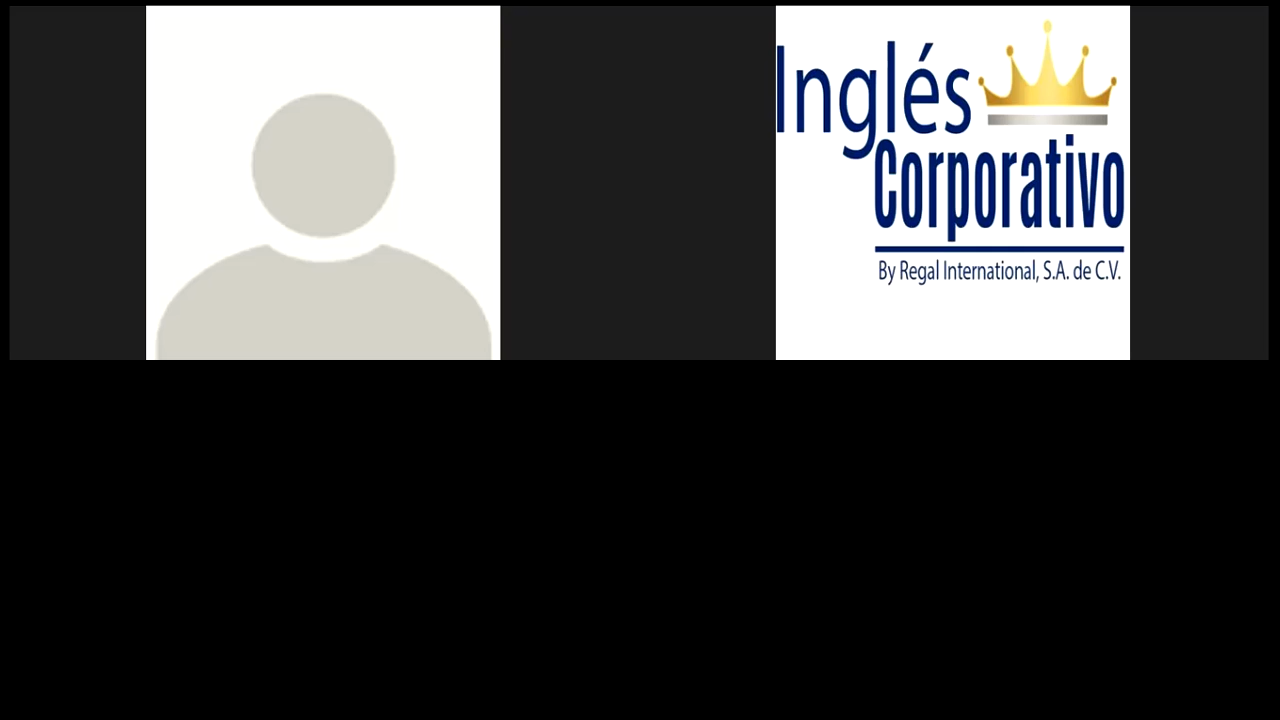 Inglés
Corporativo
By Regal International, S.A. de C.V.